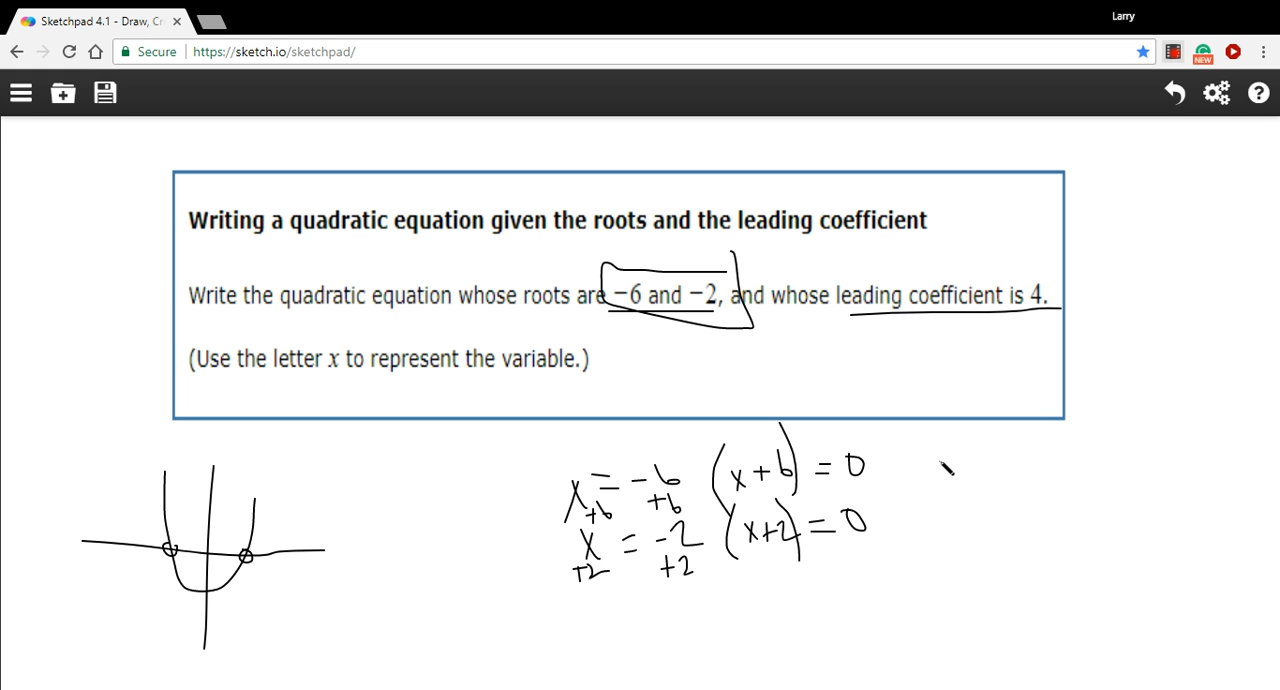 Larry
Sketchpad 4.1 - Draw, Cr
Secure | https://sketch.io/sketchpad/
NEW
Writing a quadratic equation given the roots and the leading coefficient
Write the quadratic equation whose roots are −6 and −2, and whose leading coefficient is 4.
(Use the letter x to represent the variable.)
x = -6 (x+6) = 0
+6 +6
x = -2 (x+2) = 0
+2 +2